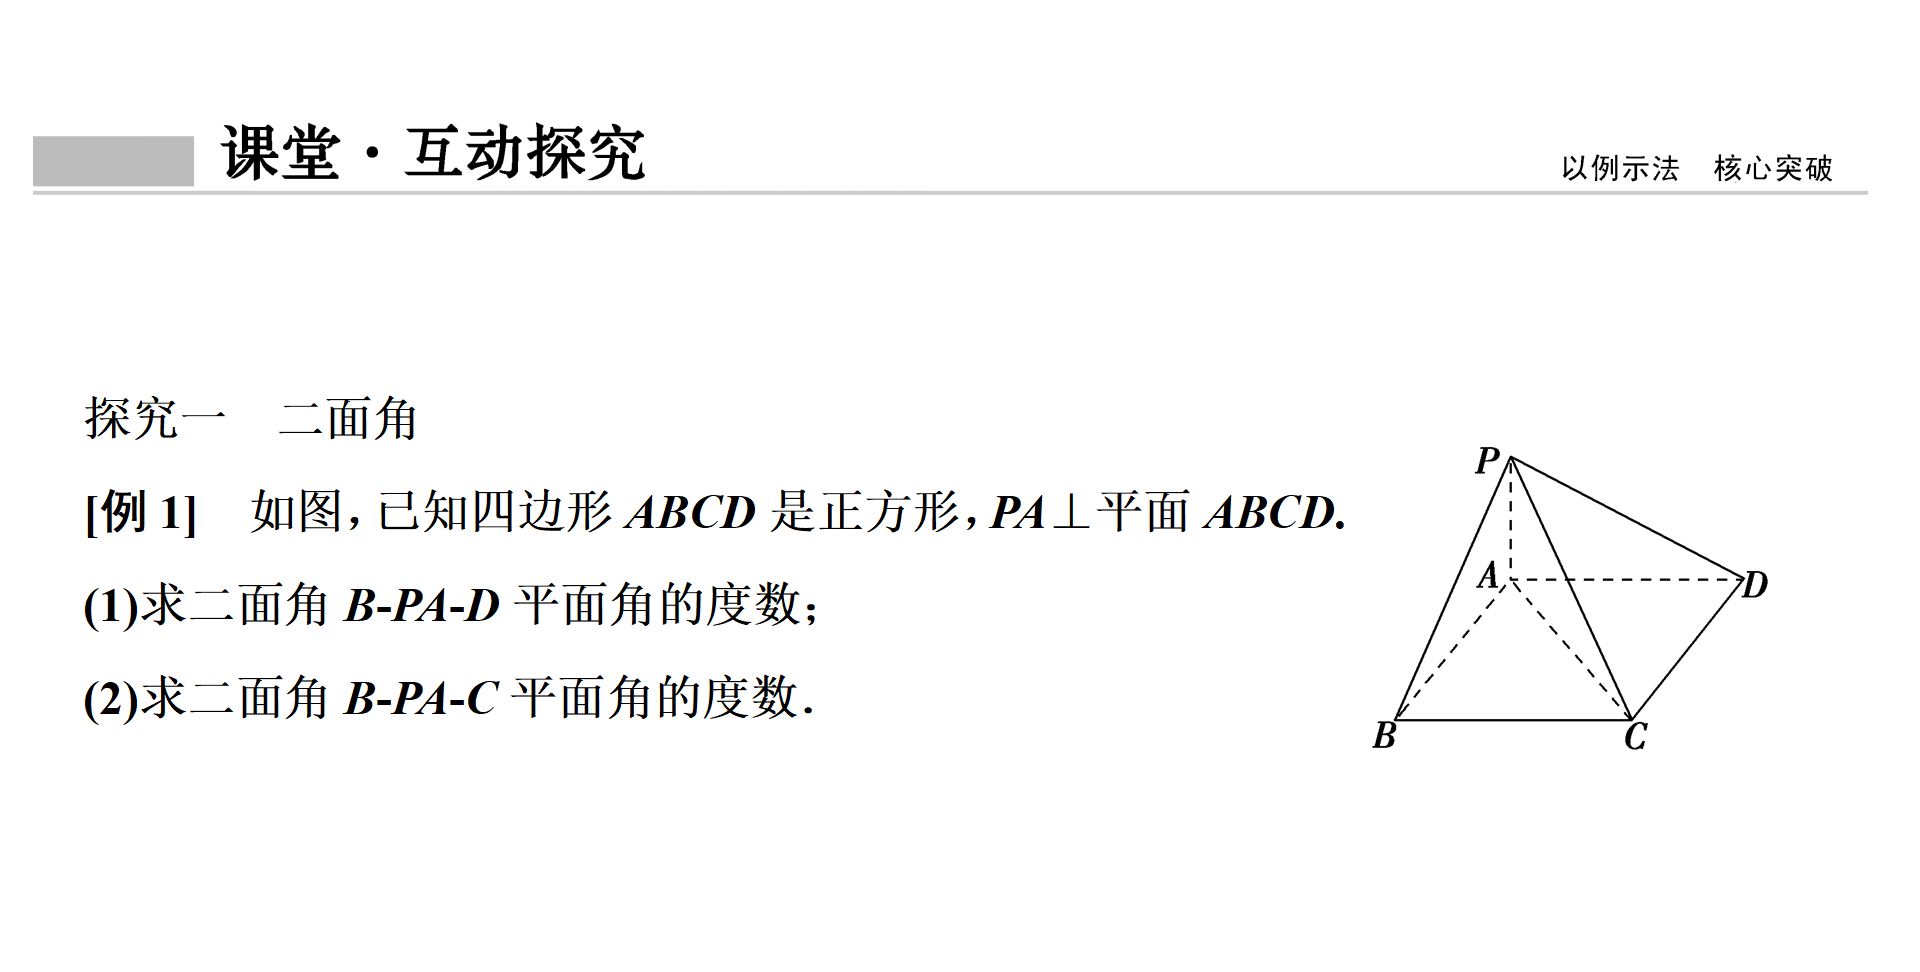 课堂·互动探究
以例示法 核心突破
探究一 二面角
[例 1] 如图,已知四边形 ABCD 是正方形,PA⊥平面 ABCD.
(1)求二面角 B-PA-D 平面角的度数;
(2)求二面角 B-PA-C 平面角的度数.
P
A
D
B
C